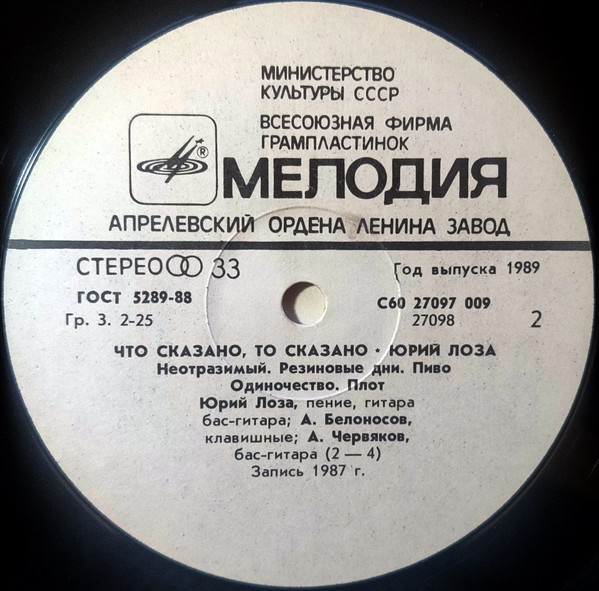 МИНИСТЕРСТВО
КУЛЬТУРЫ СССР
ВСЕСОЮЗНАЯ ФИРМА
ГРАМПЛАСТИНОК
®
МЕЛОДИЯ
АПРЕЛЕВСКИЙ ОРДЕНА ЛЕНИНА ЗАВОД
СТЕРЕО 33
Год выпуска 1989
ГОСТ 5289-88
С60 27097 009
Гр. 3. 2-25
27098
2
ЧТО СКАЗАНО, ТО СКАЗАНО · ЮРИЙ ЛОЗА
Неотразимый. Резиновые дни. Пиво
Одиночество. Плот
Юрий Лоза, пение, гитара
бас-гитара; А. Белоносов,
клавишные; А. Червяков,
бас-гитара (2 — 4)
Запись 1987 г.